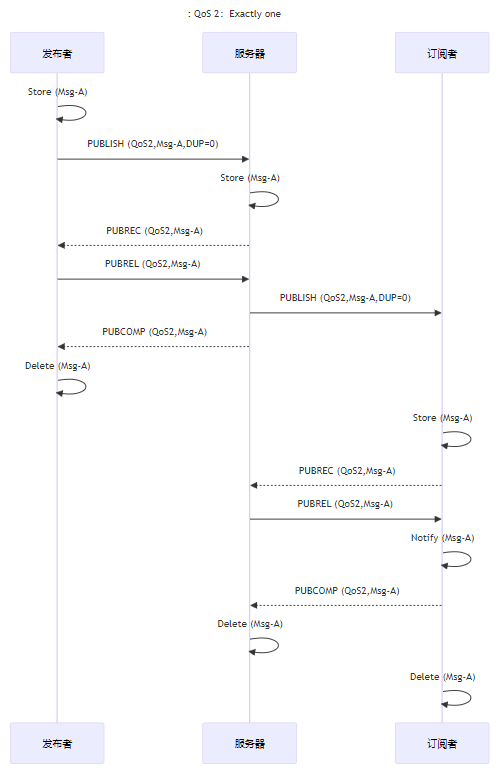 : QoS 2: Exactly one
发布者 服务器 订阅者
Store (Msg-A)
PUBLISH (QoS2,Msg-A,DUP=0)
Store (Msg-A)
PUBREC (QoS2,Msg-A)
PUBREL (QoS2,Msg-A)
PUBLISH (QoS2,Msg-A,DUP=0)
PUBCOMP (QoS2,Msg-A)
Delete (Msg-A)
Store (Msg-A)
PUBREC (QoS2,Msg-A)
PUBREL (QoS2,Msg-A)
Notify (Msg-A)
PUBCOMP (QoS2,Msg-A)
Delete (Msg-A)
Delete (Msg-A)
发布者 服务器 订阅者